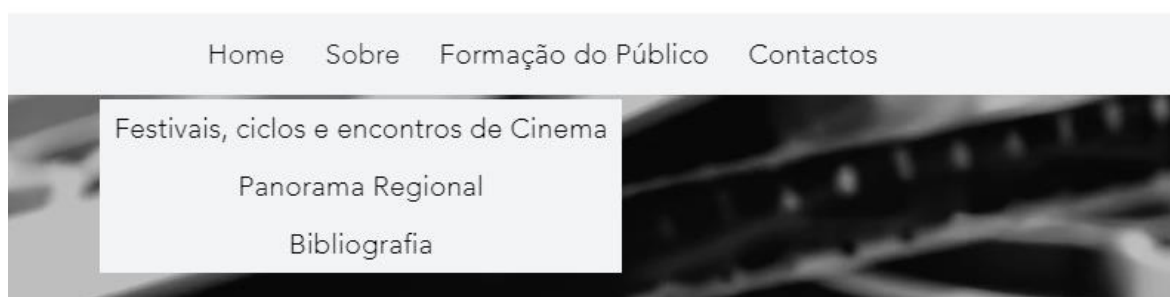 Home Sobre Formação do Público Contactos
Festivais, ciclos e encontros de Cinema
Panorama Regional
Bibliografia